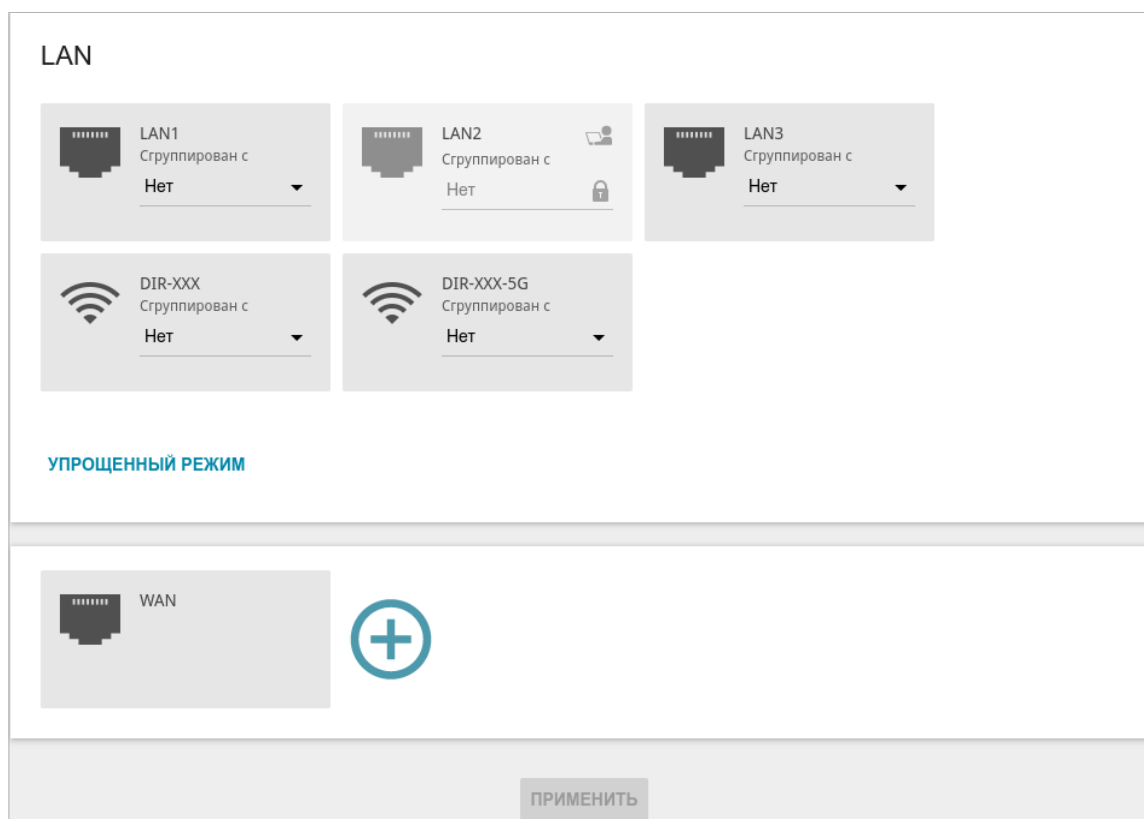 LAN
LAN1
Сгруппирован с
Нет
LAN2
Сгруппирован с
Нет
LAN3
Сгруппирован с
Нет
DIR-XXX
Сгруппирован с
Нет
DIR-XXX-5G
Сгруппирован с
Нет
УПРОЩЕННЫЙ РЕЖИМ
WAN
ПРИМЕНИТЬ